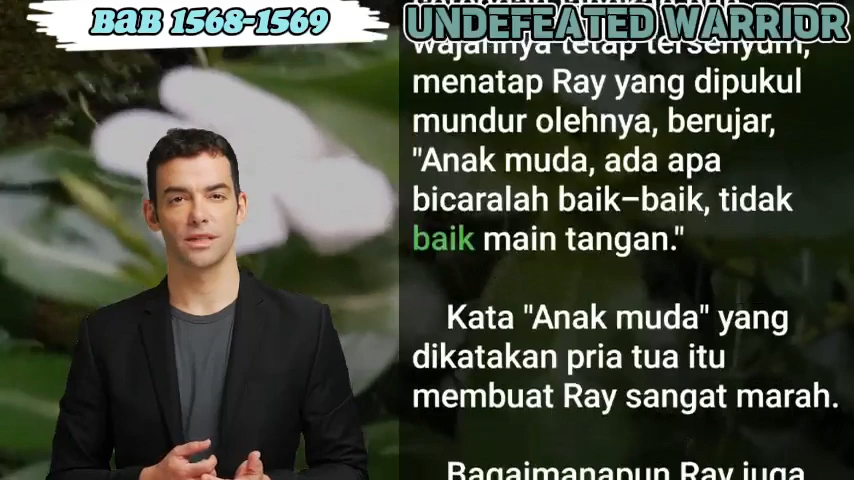 BAB 1568-1569
UNDEFEATED WARRIOR
wajahnya tetap tersenyum,
menatap Ray yang dipukul
mundur olehnya, berujar,
"Anak muda, ada apa
bicaralah baik–baik, tidak
baik main tangan."
Kata "Anak muda" yang
dikatakan pria tua itu
membuat Ray sangat marah.
Bagaimanapun Ray juga